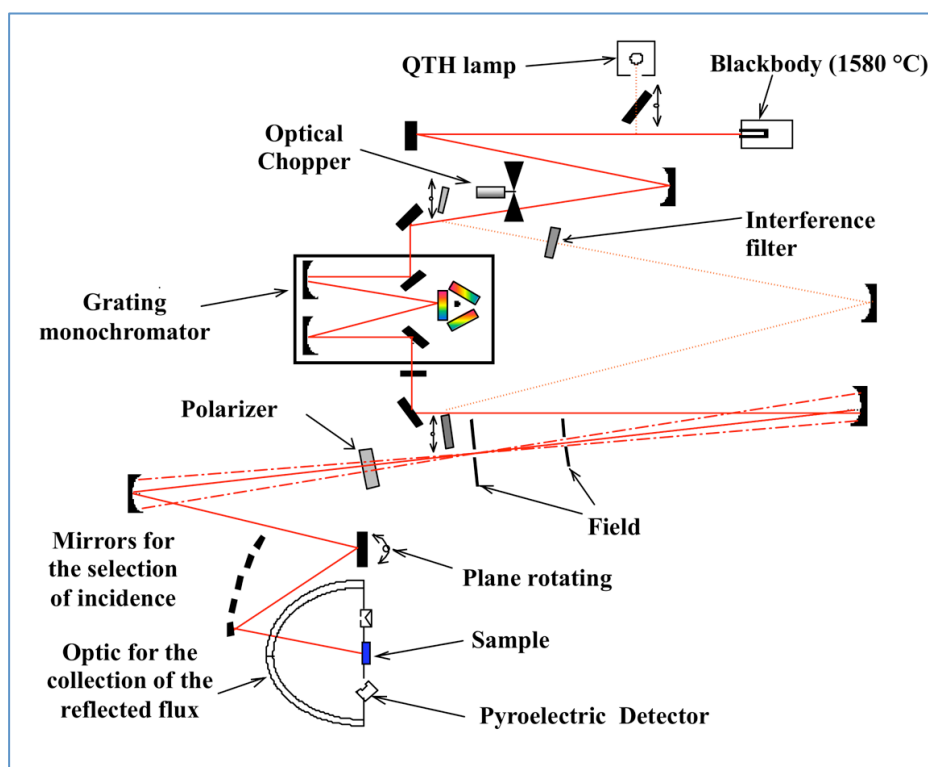 QTH lamp
Blackbody (1580 °C)
Optical
Chopper
Interference
filter
Grating
monochromator
Polarizer
Field
Mirrors for
the selection
of incidence
Plane rotating
Sample
Optic for the
collection of the
reflected flux
Pyroelectric Detector